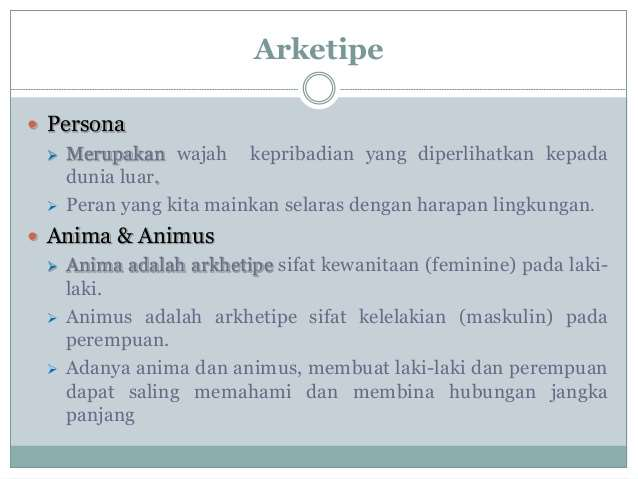 Arketipe
Persona
Merupakan wajah kepribadian yang diperlihatkan kepada
dunia luar.
Peran yang kita mainkan selaras dengan harapan lingkungan.
Anima & Animus
Anima adalah arkhetipe sifat kewanitaan (feminine) pada laki-
laki.
Animus adalah arkhetipe sifat kelelakian (maskulin) pada
perempuan.
Adanya anima dan animus, membuat laki-laki dan perempuan
dapat saling memahami dan membina hubungan jangka
panjang